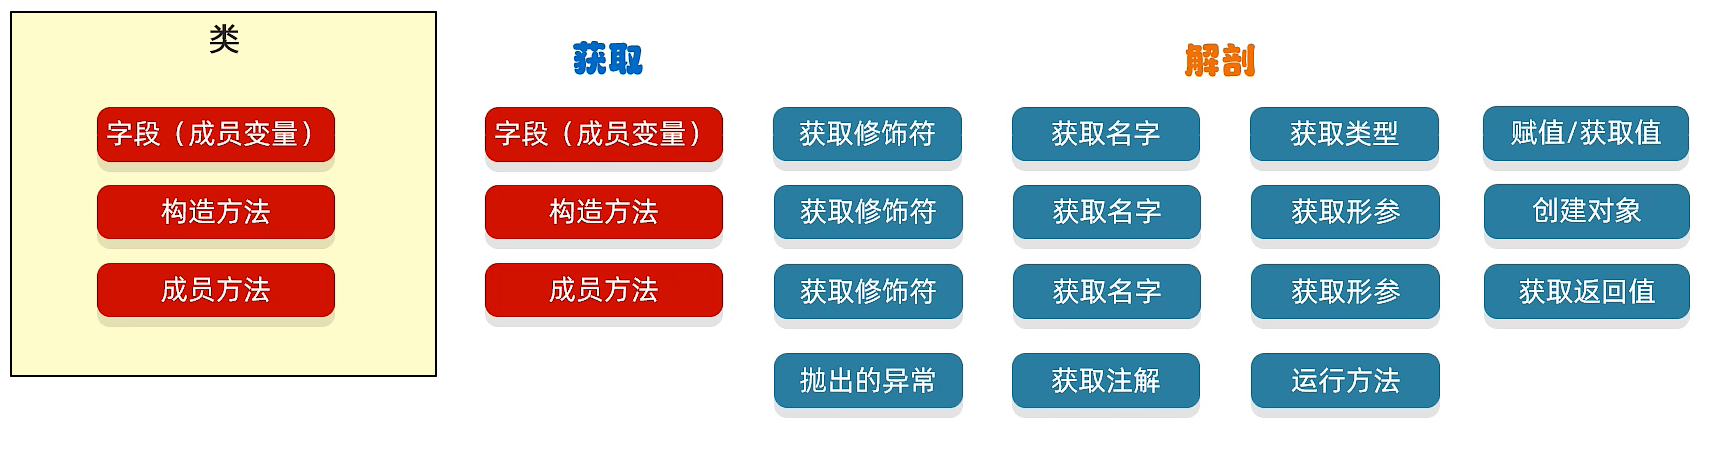 类
字段（成员变量）
构造方法
成员方法
获取
解剖
字段（成员变量） 获取修饰符 获取名字 获取类型 赋值/获取值
构造方法 获取修饰符 获取名字 获取形参 创建对象
成员方法 获取修饰符 获取名字 获取形参 获取返回值
抛出的异常 获取注解 运行方法